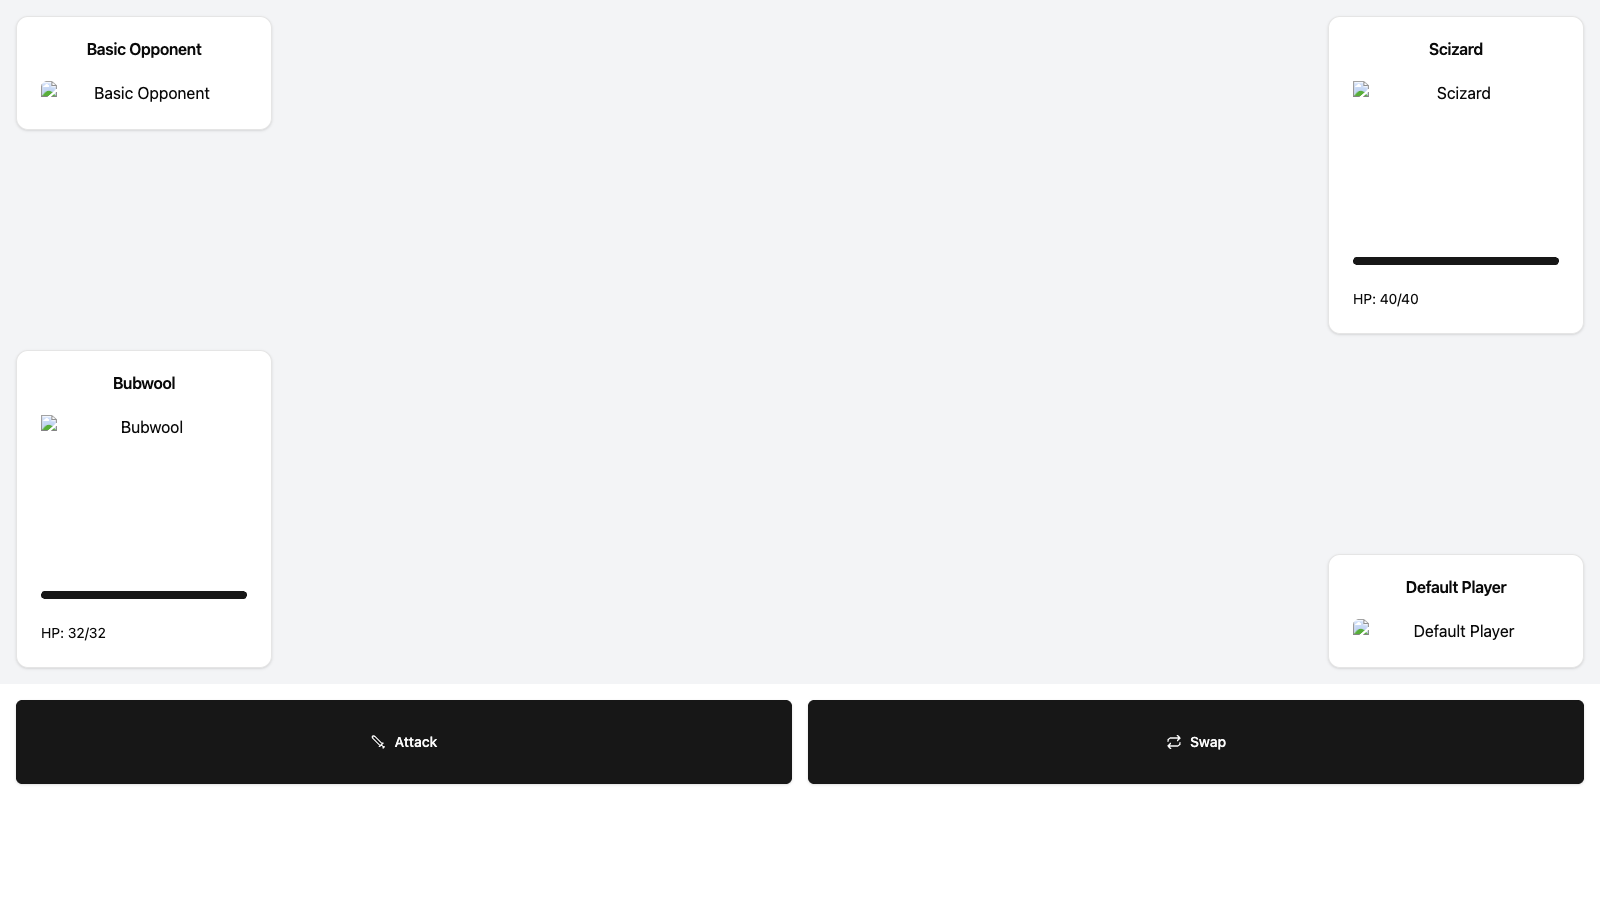 Basic Opponent
Basic Opponent
Scizard
Scizard
HP: 40/40
Bubwool
Bubwool
HP: 32/32
Default Player
Default Player
Attack
Swap